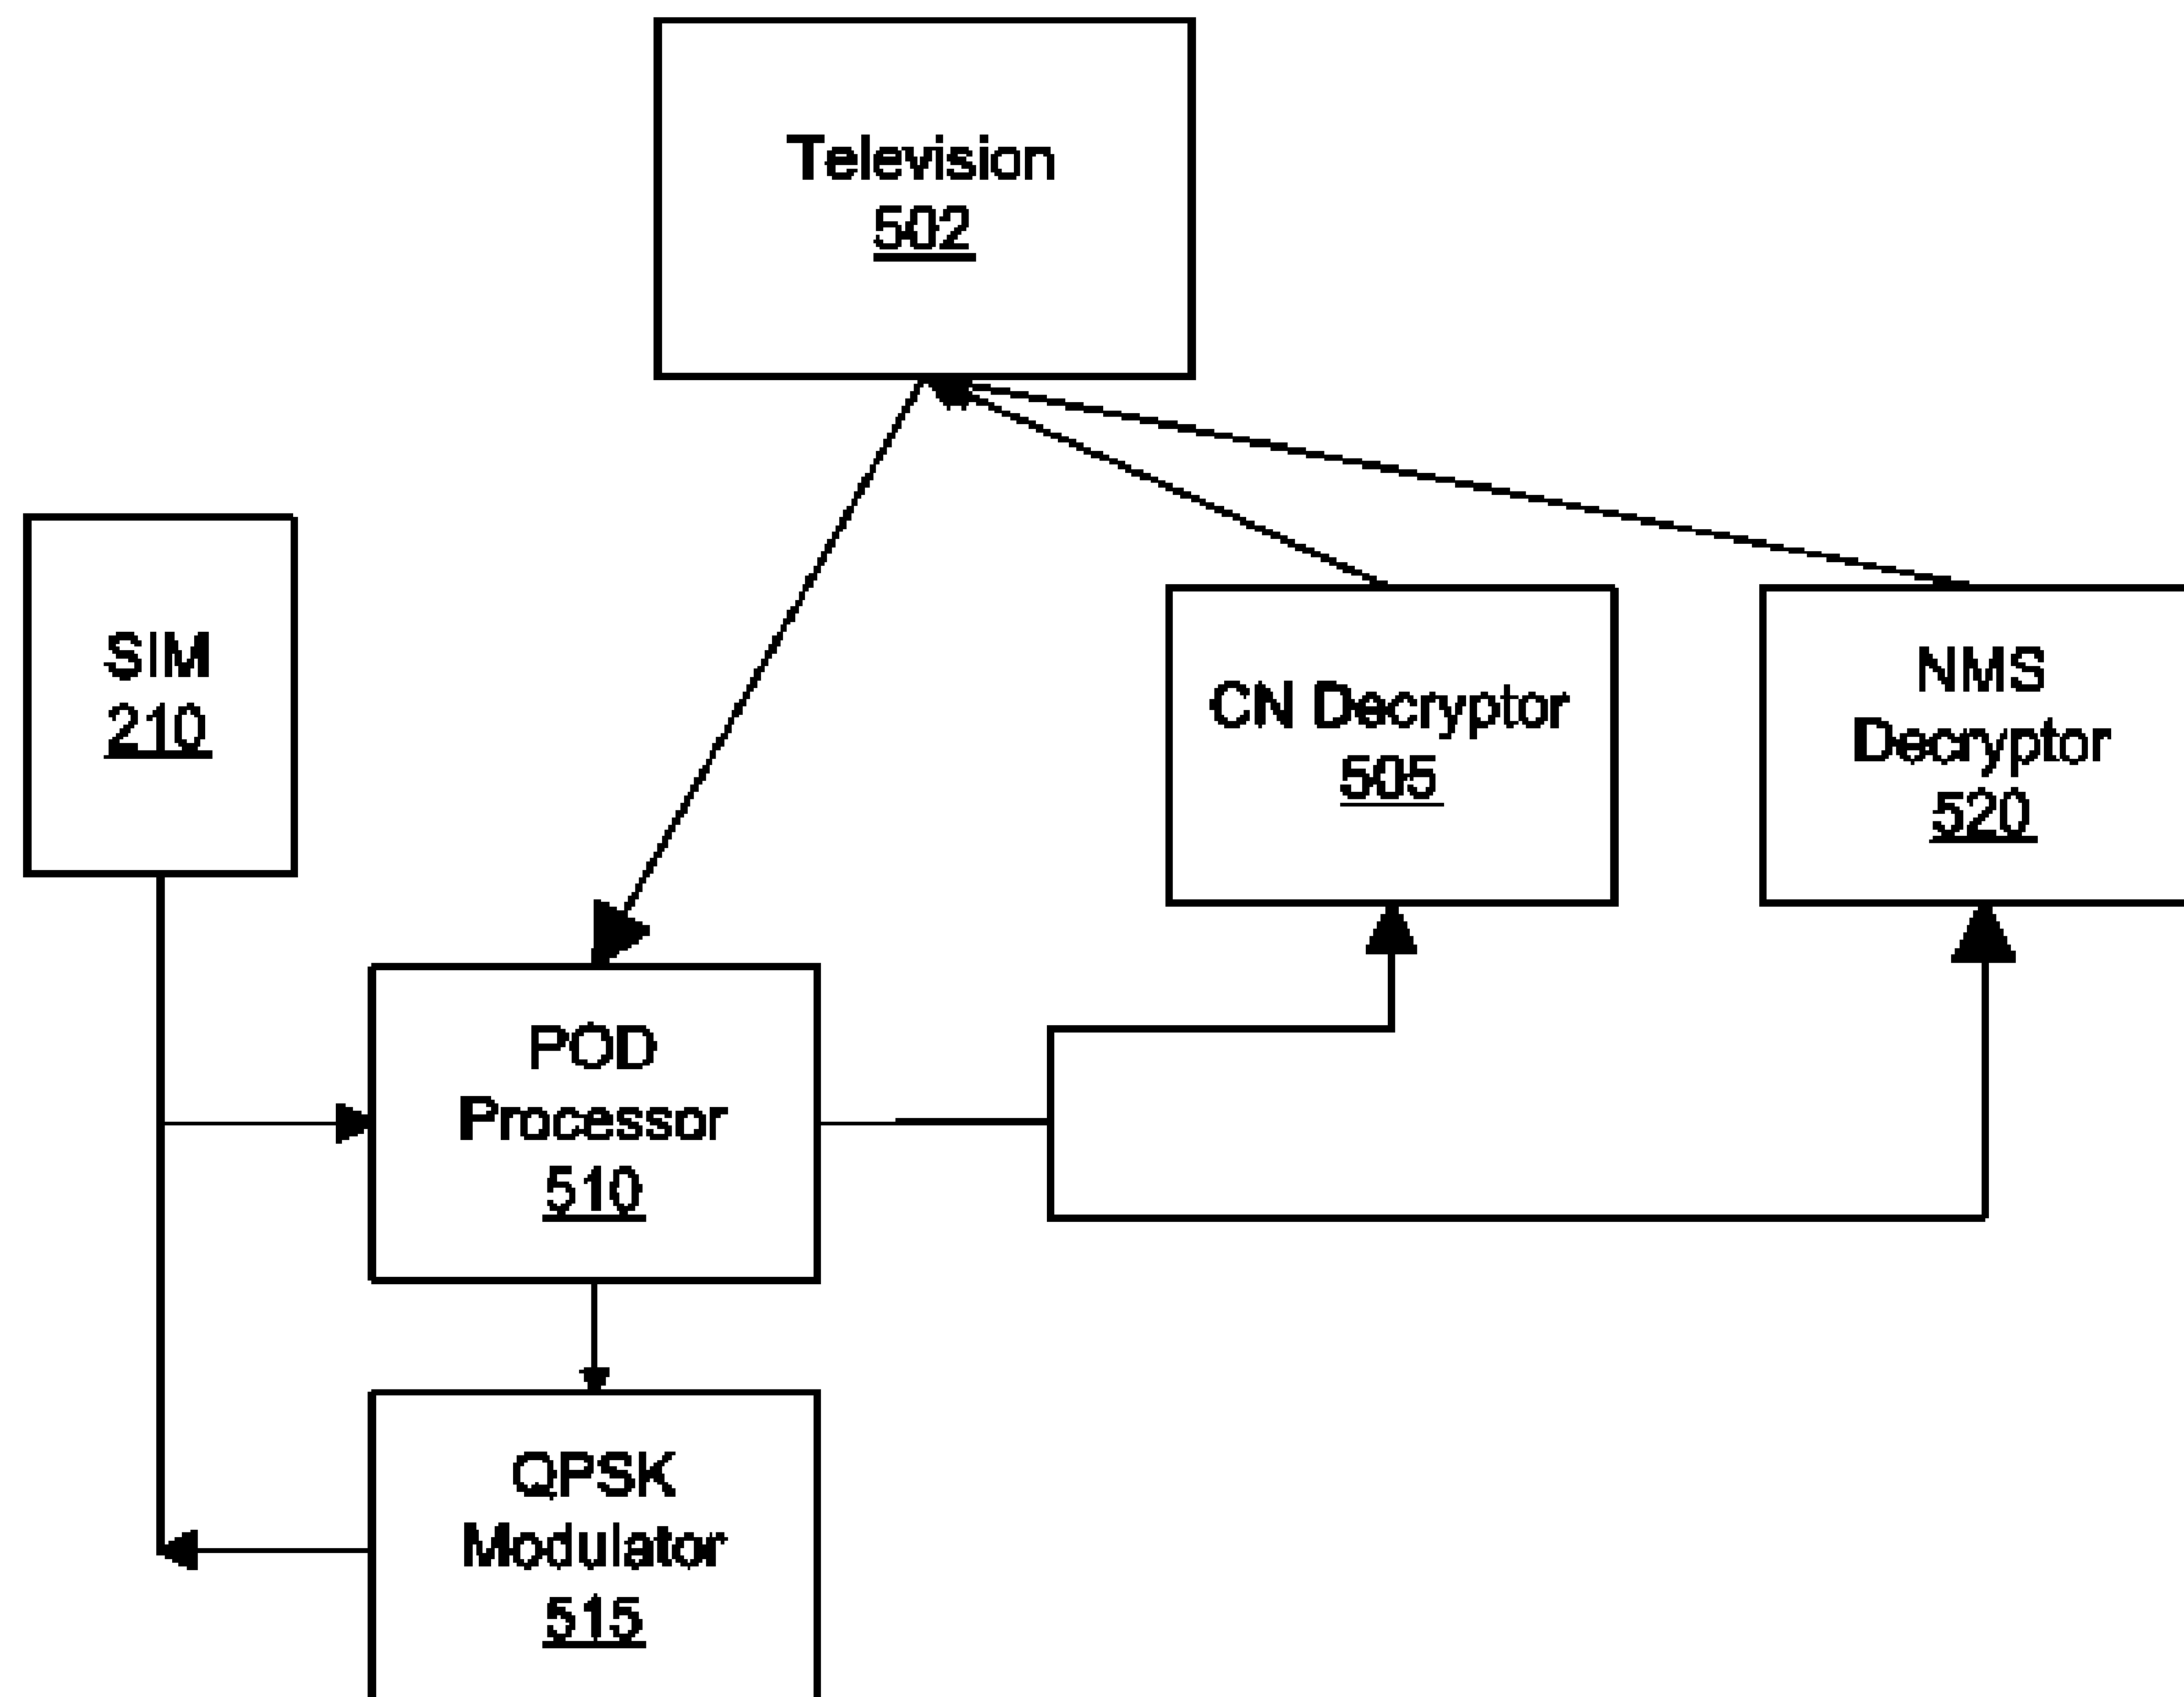 Television
502
SIM
210
CN Decryptor
505
NMS
Decryptor
520
POD
Processor
510
QPSK
Modulator
515